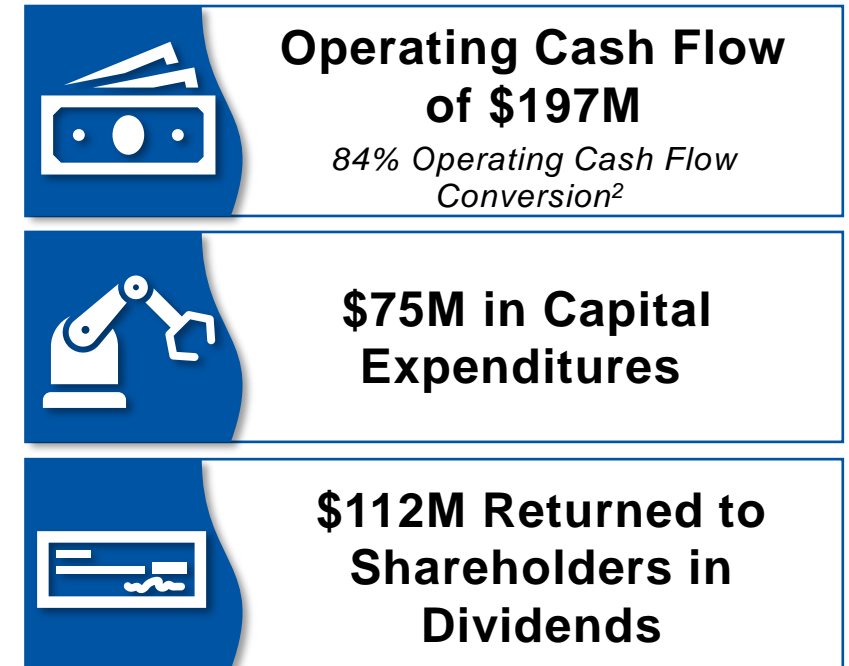 Operating Cash Flow
of $197M
84% Operating Cash Flow
Conversion²
$75M in Capital
Expenditures
$112M Returned to
Shareholders in
Dividends